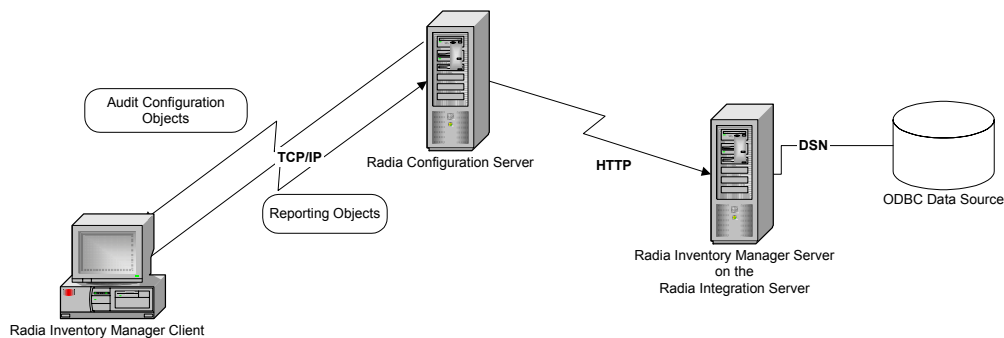 Audit Configuration
Objects
TCP/IP
Reporting Objects
Radia Inventory Manager Client
Radia Configuration Server
HTTP
Radia Inventory Manager Server
on the
Radia Integration Server
DSN
ODBC Data Source